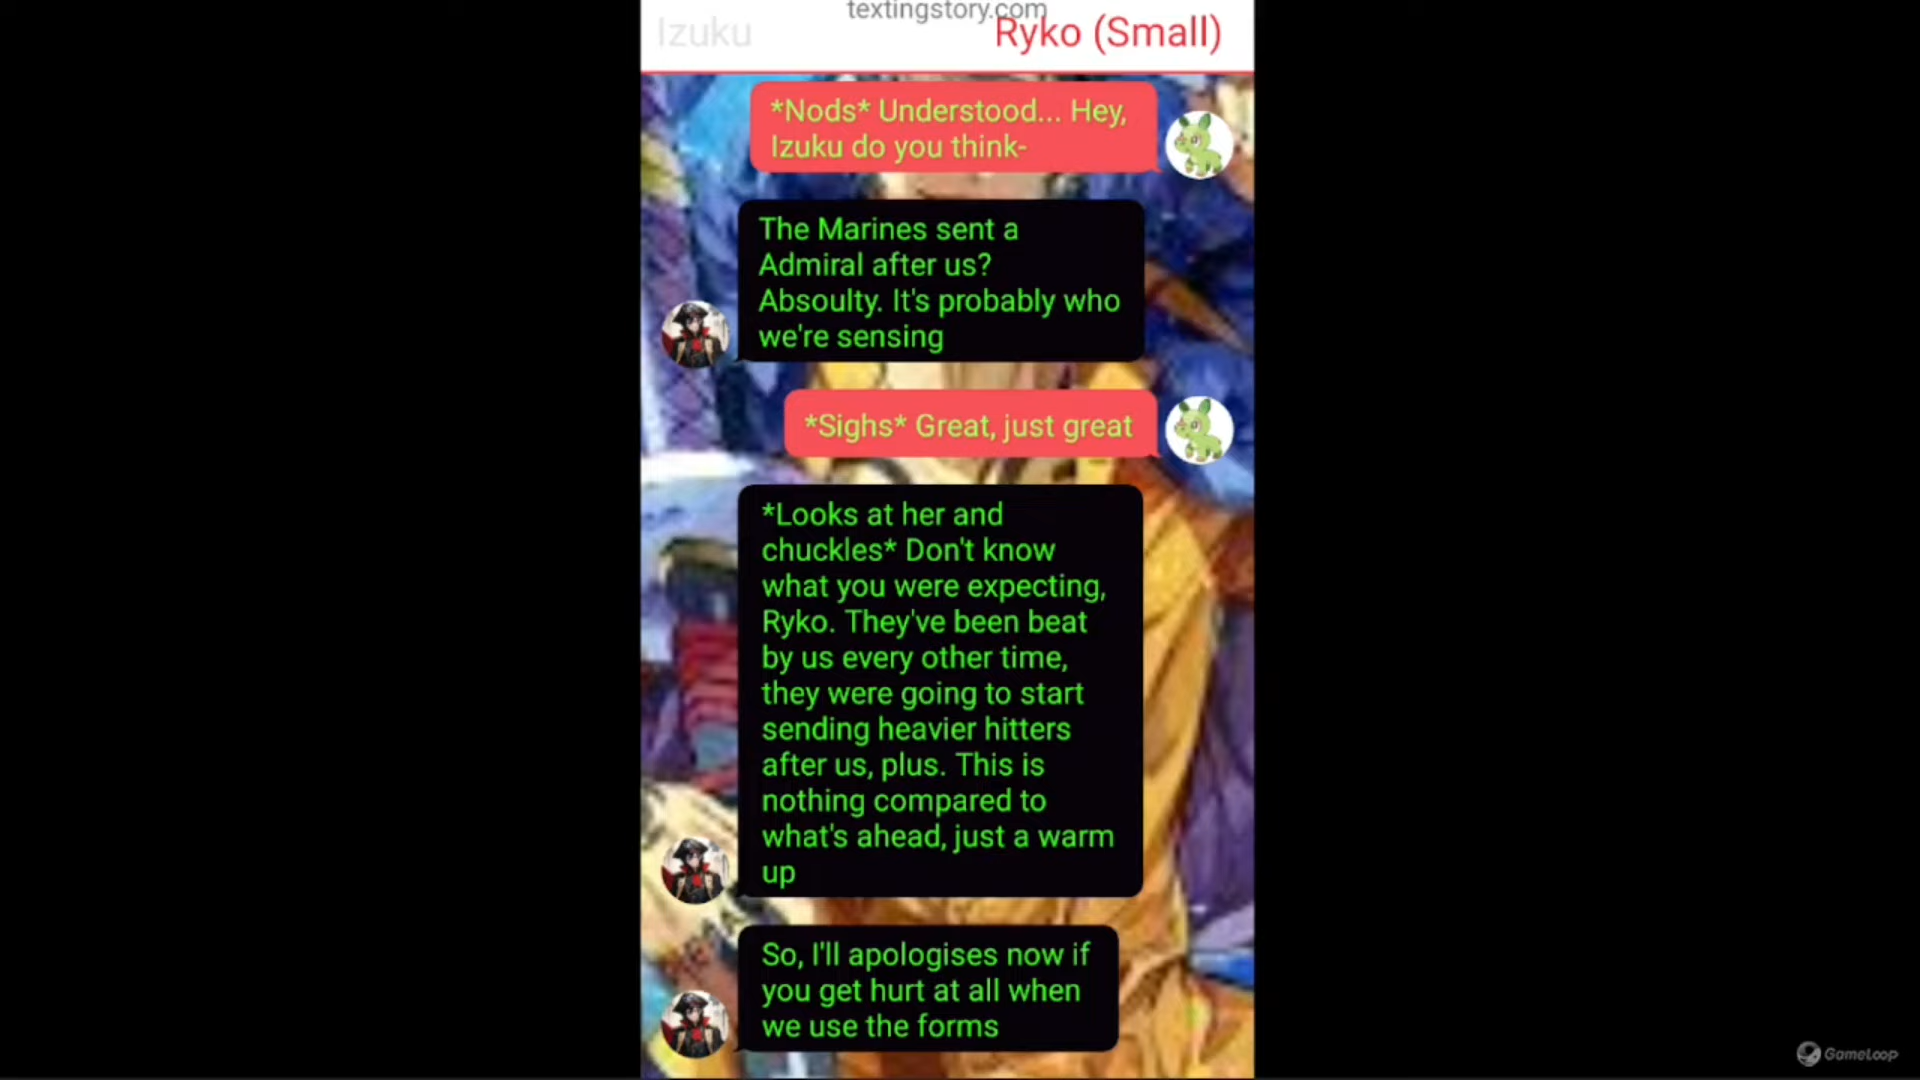 textingstory.com
Izuku
Ryko (Small)
*Nods* Understood... Hey,
Izuku do you think-
The Marines sent a
Admiral after us?
Absoulty. It's probably who
we're sensing
*Sighs* Great, just great
*Looks at her and
chuckles* Don't know
what you were expecting,
Ryko. They've been beat
by us every other time,
they were going to start
sending heavier hitters
after us, plus. This is
nothing compared to
what's ahead, just a warm
up
So, I'll apologises now if
you get hurt at all when
we use the forms
GameLoop